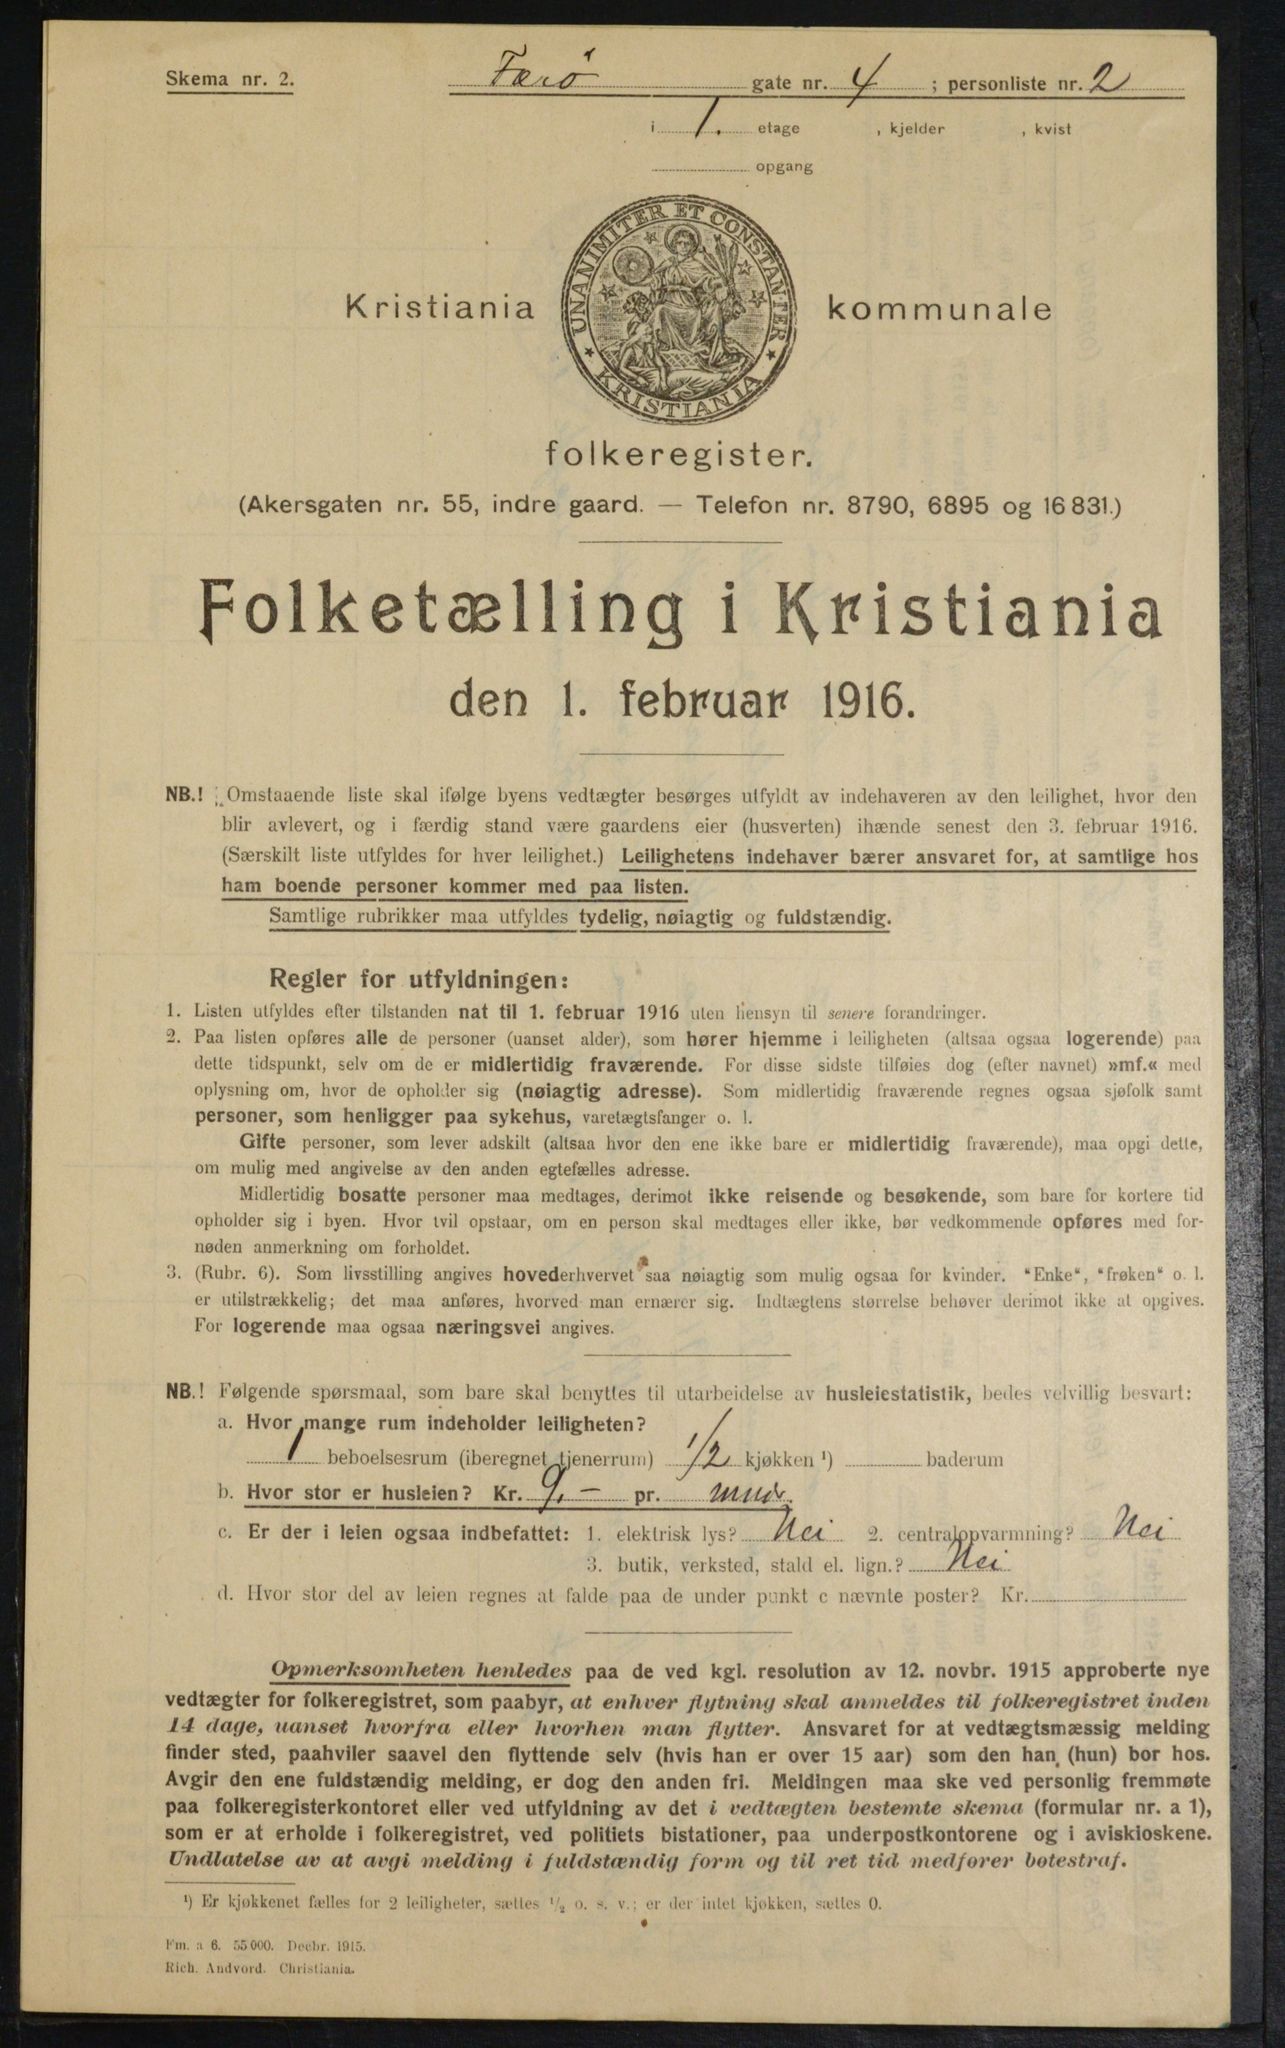 Skema nr. 2. Færø gate nr. 4 ; personliste nr. 2
i 1. etage , kjelder , kvist
opgang
UNANIMITER ET CONSTANTER ★ KRISTIANIA ★
Kristiania kommunale
folkeregister.
(Akersgaten nr. 55, indre gaard. — Telefon nr. 8790, 6895 og 16 831.)
Folketælling i Kristiania
den 1. februar 1916.
NB.! Omstaaende liste skal ifølge byens vedtægter besørges utfyldt av indehaveren av den leilighet, hvor den
blir avlevert, og i færdig stand være gaardens eier (husverten) ihænde senest den 3. februar 1916.
(Særskilt liste utfyldes for hver leilighet.) Leilighetens indehaver bærer ansvaret for, at samtlige hos
ham boende personer kommer med paa listen.
Samtlige rubrikker maa utfyldes tydelig, nøiagtig og fuldstændig.
Regler for utfyldningen:
1. Listen utfyldes efter tilstanden nat til 1. februar 1916 uten hensyn til senere forandringer.
2. Paa listen opføres alle de personer (uanset alder), som hører hjemme i leiligheten (altsaa ogsaa logerende) paa
dette tidspunkt, selv om de er midlertidig fraværende. For disse sidste tilføies dog (efter navnet) »mf.« med
oplysning om, hvor de opholder sig (nøiagtig adresse). Som midlertidig fraværende regnes ogsaa sjøfolk samt
personer, som henligger paa sykehus, varetægtsfanger o. l.
Gifte personer, som lever adskilt (altsaa hvor den ene ikke bare er midlertidig fraværende), maa opgi dette,
om mulig med angivelse av den anden egtefælles adresse.
Midlertidig bosatte personer maa medtages, derimot ikke reisende og besøkende, som bare for kortere tid
opholder sig i byen. Hvor tvil opstaar, om en person skal medtages eller ikke, bør vedkommende opføres med for-
nøden anmerkning om forholdet.
3. (Rubr. 6). Som livsstilling angives hovederhvervet saa nøiagtig som mulig ogsaa for kvinder. "Enke", "frøken" o. l.
er utilstrækkelig; det maa anføres, hvorved man ernærer sig. Indtægtens størrelse behøver derimot ikke at opgives.
For logerende maa ogsaa næringsvei angives.
NB.! Følgende spørsmaal, som bare skal benyttes til utarbeidelse av husleiestatistik, bedes velvillig besvart:
a. Hvor mange rum indeholder leiligheten?
1 beboelsesrum (iberegnet tjenerrum) 1/2 kjøkken ¹) baderum
b. Hvor stor er husleien? Kr. 9.– pr. mndr.
c. Er der i leien ogsaa indbefattet: 1. elektrisk lys? Nei 2. centralopvarmning? Nei
3. butik, verksted, stald el. lign.? Nei
d. Hvor stor del av leien regnes at falde paa de under punkt c nævnte poster? Kr.
Opmerksomheten henledes paa de ved kgl. resolution av 12. novbr. 1915 approberte nye
vedtægter for folkeregistret, som paabyr, at enhver flytning skal anmeldes til folkeregistret inden
14 dage, uanset hvorfra eller hvorhen man flytter. Ansvaret for at vedtægtsmæssig melding
finder sted, paahviler saavel den flyttende selv (hvis han er over 15 aar) som den han (hun) bor hos.
Avgir den ene fuldstændig melding, er dog den anden fri. Meldingen maa ske ved personlig fremmøte
paa folkeregisterkontoret eller ved utfyldning av det i vedtægten bestemte skema (formular nr. a 1),
som er at erholde i folkeregistret, ved politiets bistationer, paa underpostkontorene og i aviskioskene.
Undlatelse av at avgi melding i fuldstændig form og til ret tid medfører bøtestraf.
¹) Er kjøkkenet fælles for 2 leiligheter, sættes ½ o. s. v.; er der intet kjøkken, sættes 0.
Fm. a 6. 55 000. Decbr. 1915.
Rich. Andvord. Christiania.